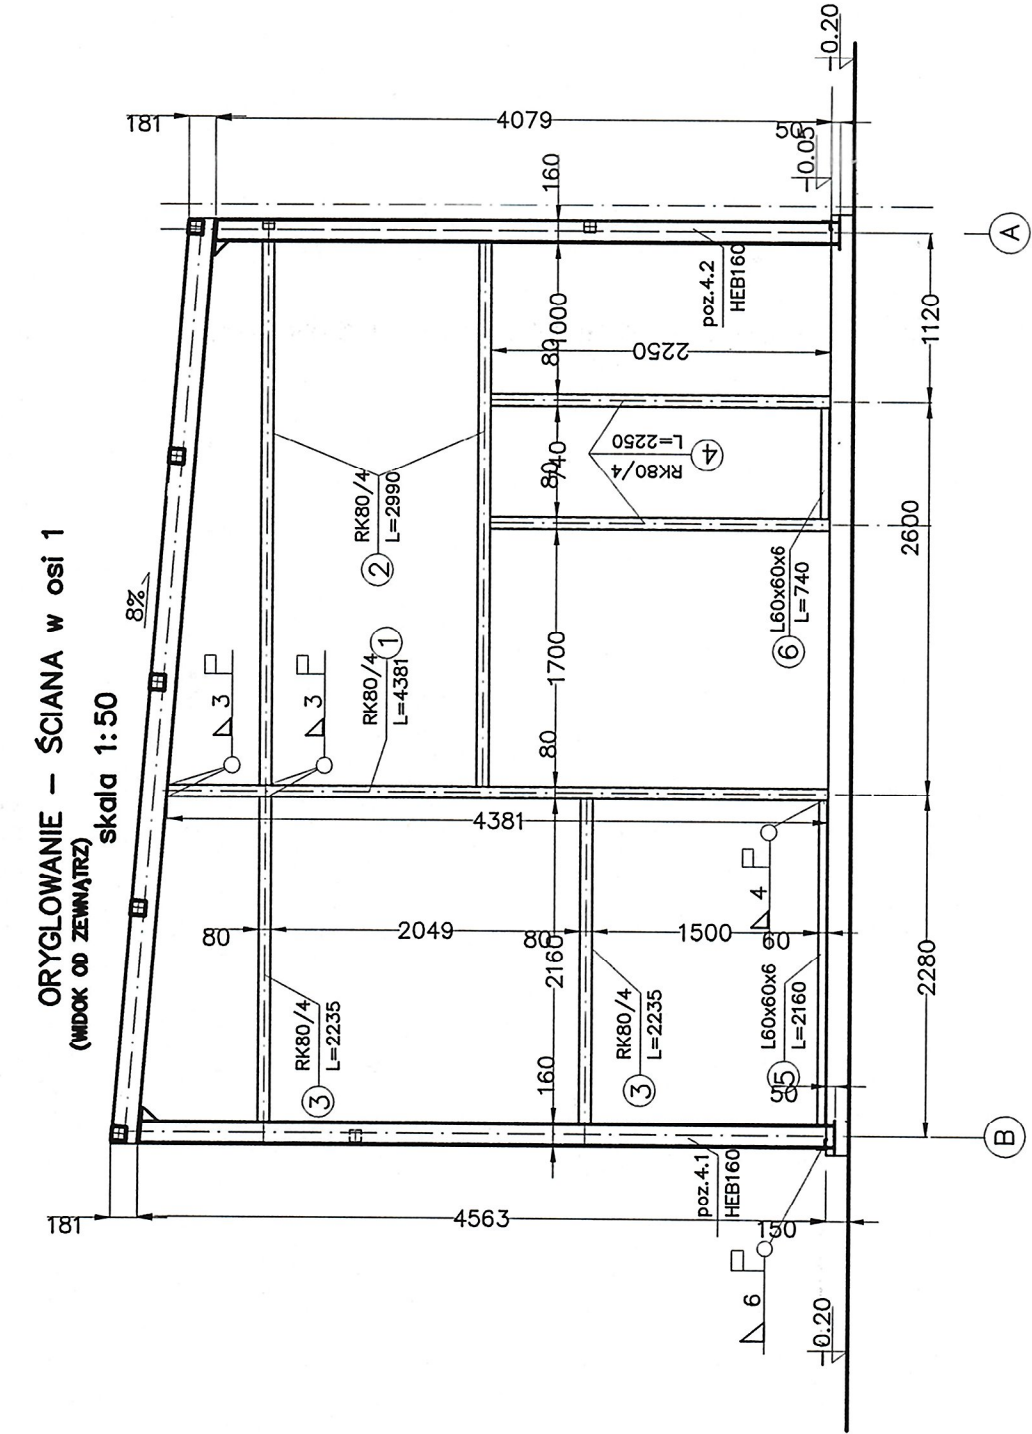 ORYGLOWANIE – ŚCIANA w osi 1
(WIDOK OD ZEWNĄTRZ)
skala 1:50
8%
181
4563
150
-0.20
6
poz.4.1
HEB160
B
160
2160
80
1700
80
740
80
1000
160
3
RK80/4
L=2235
3
RK80/4
L=2235
5
L60x60x6
L=2160
50
80
2049
80
1500
60
4381
4
3
3
1
RK80/4
L=4381
2
RK80/4
L=2990
6
L60x60x6
L=740
4
RK80/4
L=2250
2250
poz.4.2
HEB160
A
181
4079
50
-0.05
-0.20
2280
2600
1120